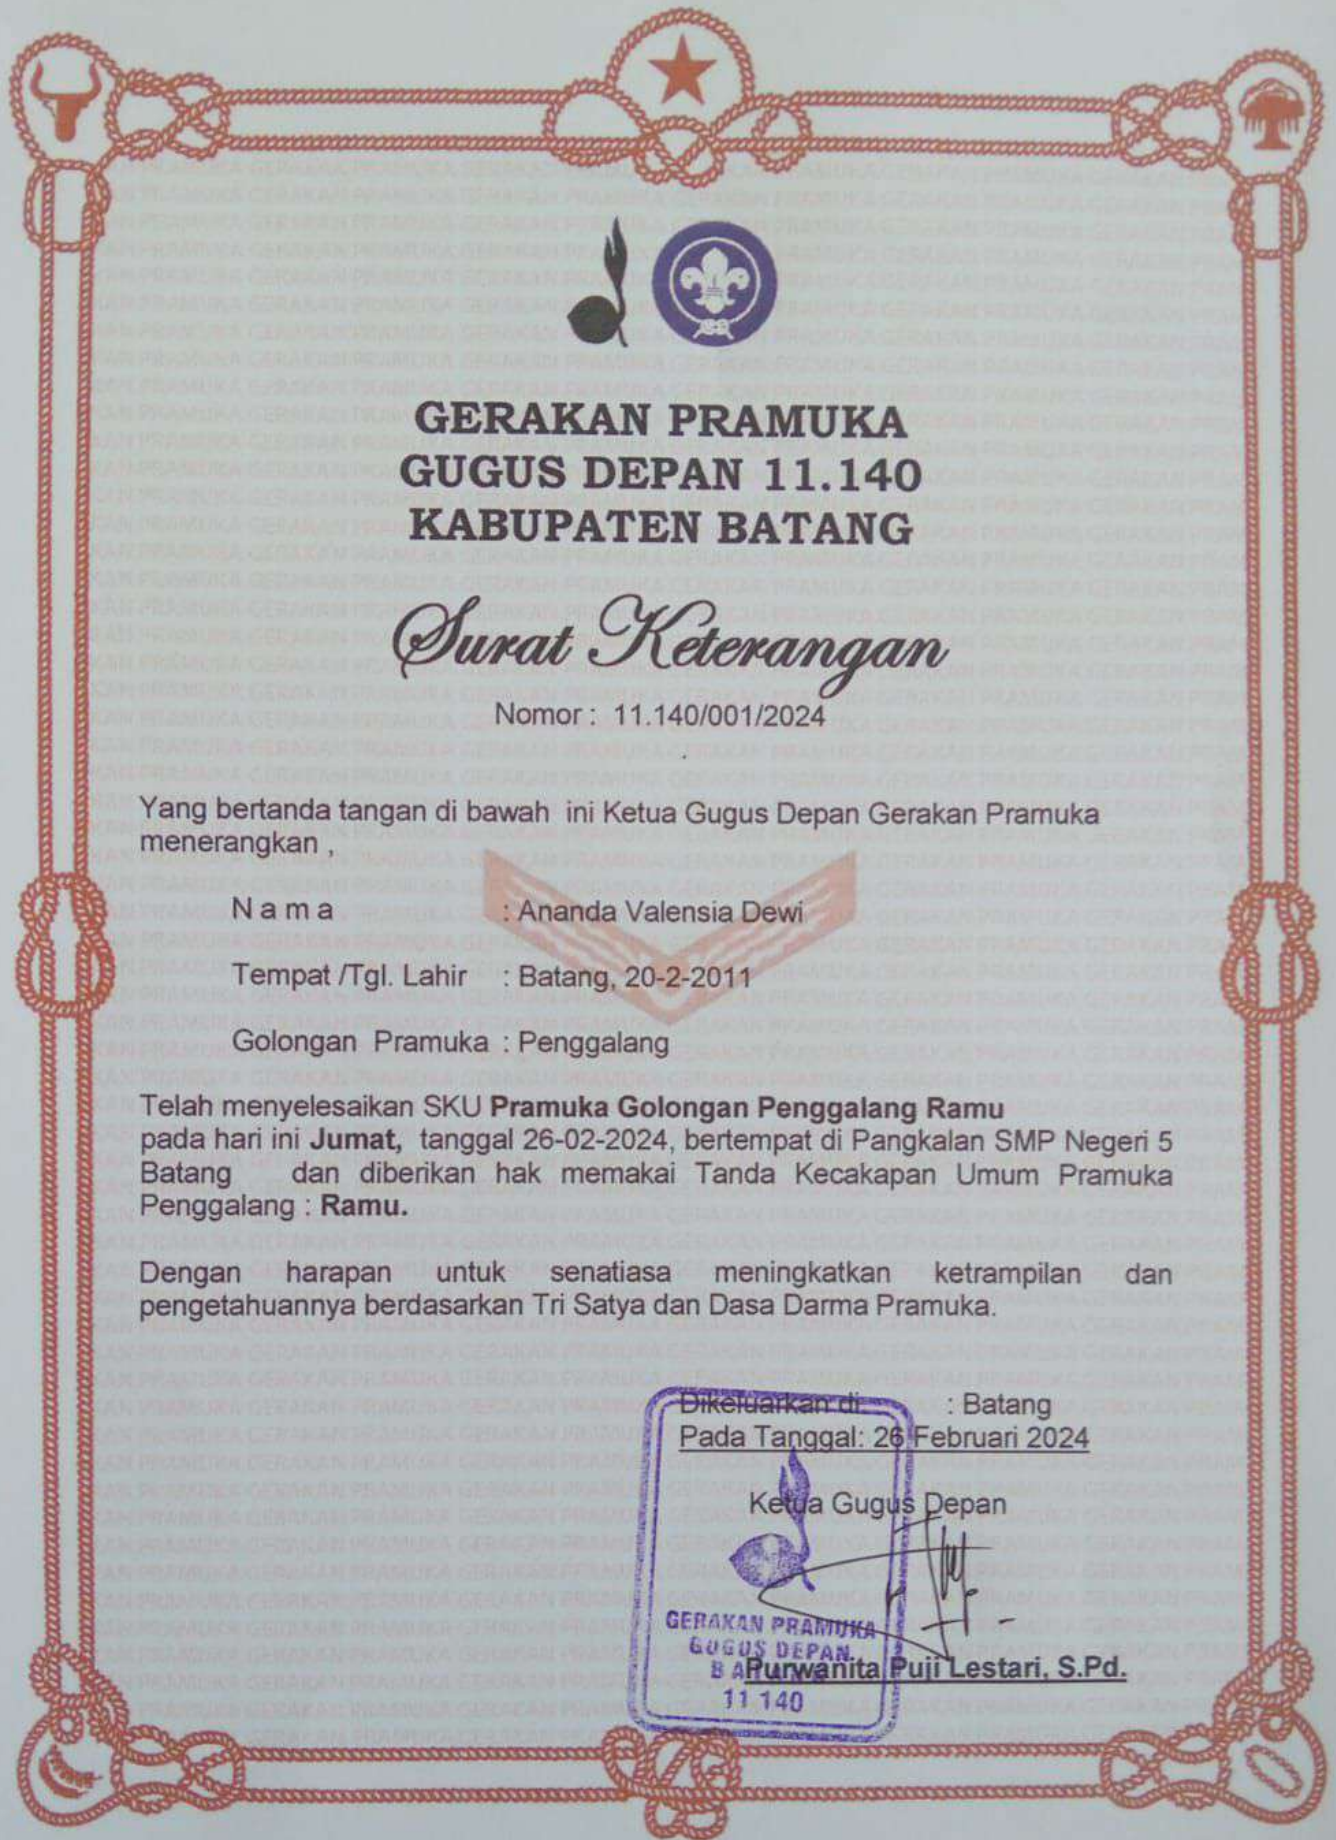 GERAKAN PRAMUKA
GUGUS DEPAN 11.140
KABUPATEN BATANG
Surat Keterangan
Nomor : 11.140/001/2024
Yang bertanda tangan di bawah ini Ketua Gugus Depan Gerakan Pramuka
menerangkan ,
N a m a : Ananda Valensia Dewi
Tempat /Tgl. Lahir : Batang, 20-2-2011
Golongan Pramuka : Penggalang
Telah menyelesaikan SKU Pramuka Golongan Penggalang Ramu
pada hari ini Jumat, tanggal 26-02-2024, bertempat di Pangkalan SMP Negeri 5
Batang dan diberikan hak memakai Tanda Kecakapan Umum Pramuka
Penggalang : Ramu.
Dengan harapan untuk senatiasa meningkatkan ketrampilan dan
pengetahuannya berdasarkan Tri Satya dan Dasa Darma Pramuka.
Dikeluarkan di : Batang
Pada Tanggal: 26 Februari 2024
Ketua Gugus Depan
GERAKAN PRAMUKA
GUGUS DEPAN
Purwanita Puji Lestari, S.Pd.
11 140